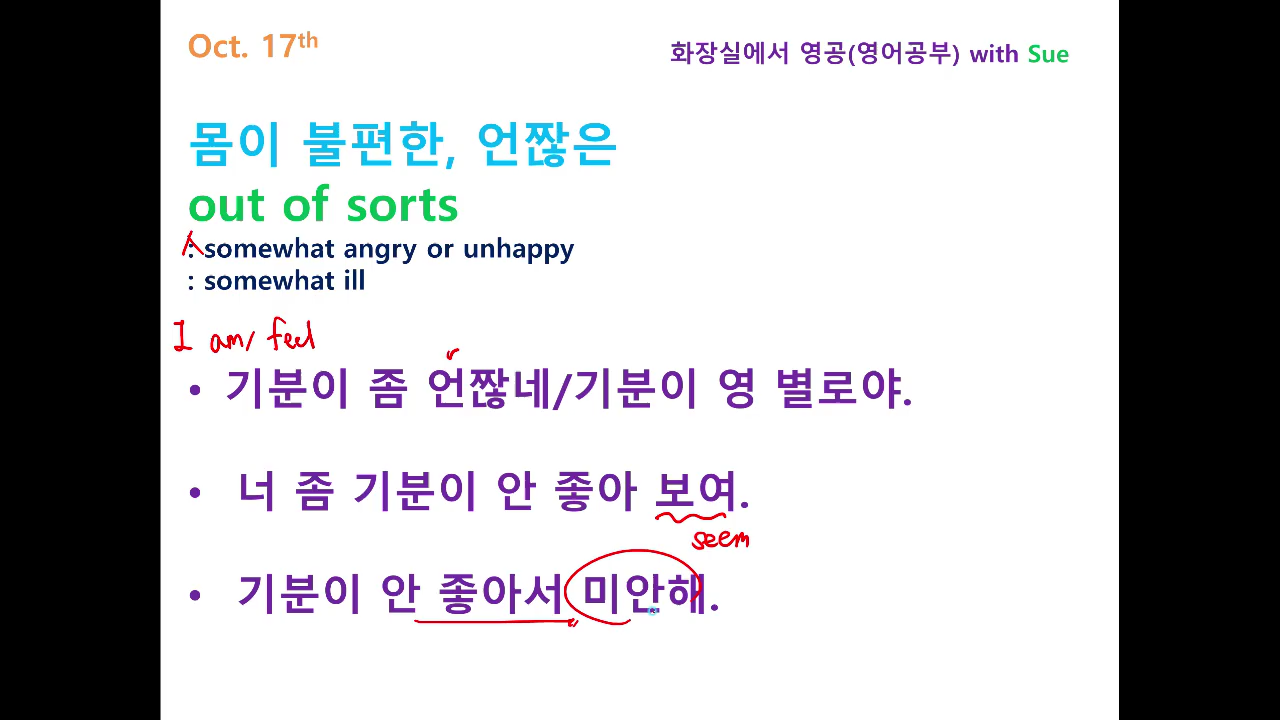 Oct. 17th
화장실에서 영공(영어공부) with Sue
몸이 불편한, 언짢은
out of sorts
: somewhat angry or unhappy
: somewhat ill
I am/ feel
• 기분이 좀 언짢네/기분이 영 별로야.
• 너 좀 기분이 안 좋아 보여.
seem
• 기분이 안 좋아서 미안해.